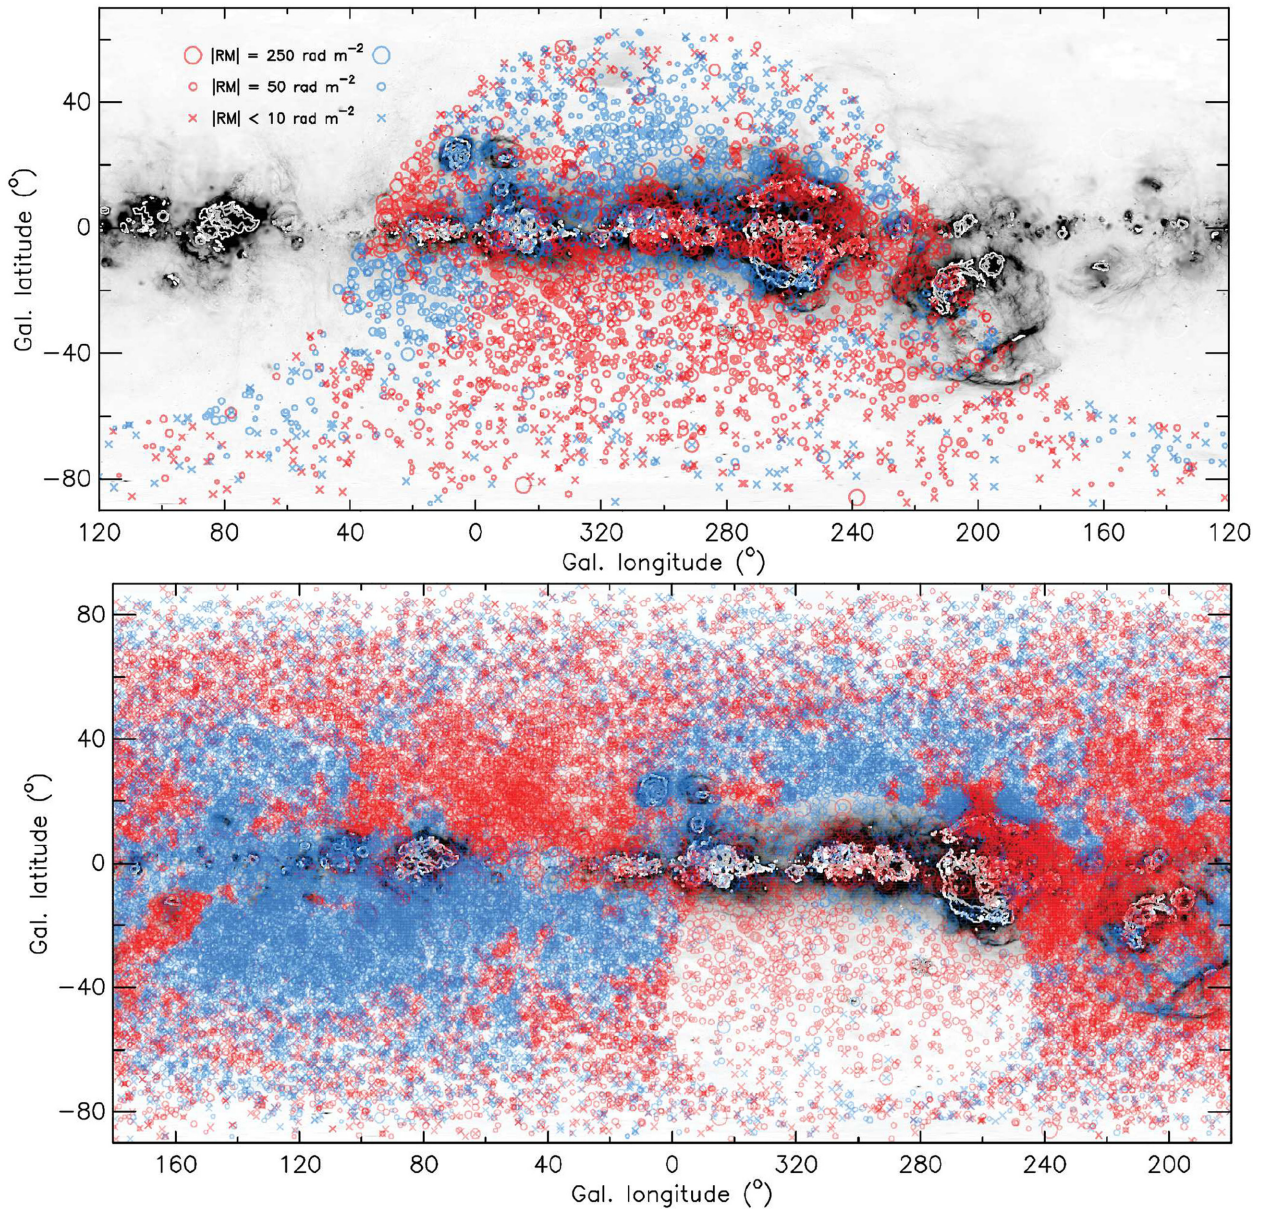 |RM| = 250 rad m⁻²
|RM| = 50 rad m⁻²
|RM| < 10 rad m⁻²
40
0
−40
−80
Gal. latitude (°)
120 80 40 0 320 280 240 200 160 120
Gal. longitude (°)
80
40
0
−40
−80
Gal. latitude (°)
160 120 80 40 0 320 280 240 200
Gal. longitude (°)